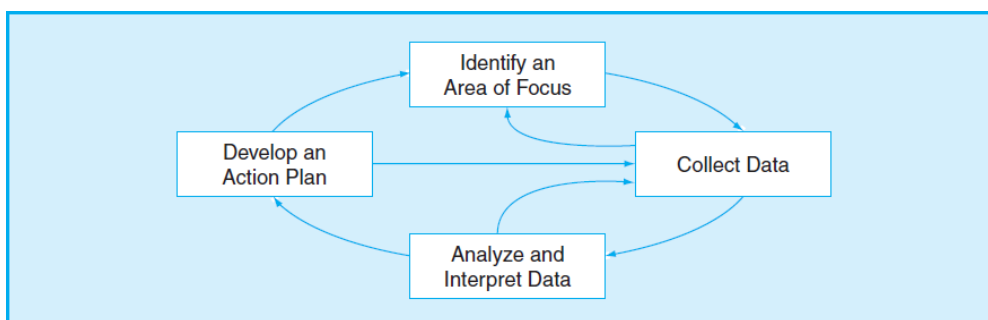 Identify an
Area of Focus
Develop an
Action Plan
Collect Data
Analyze and
Interpret Data